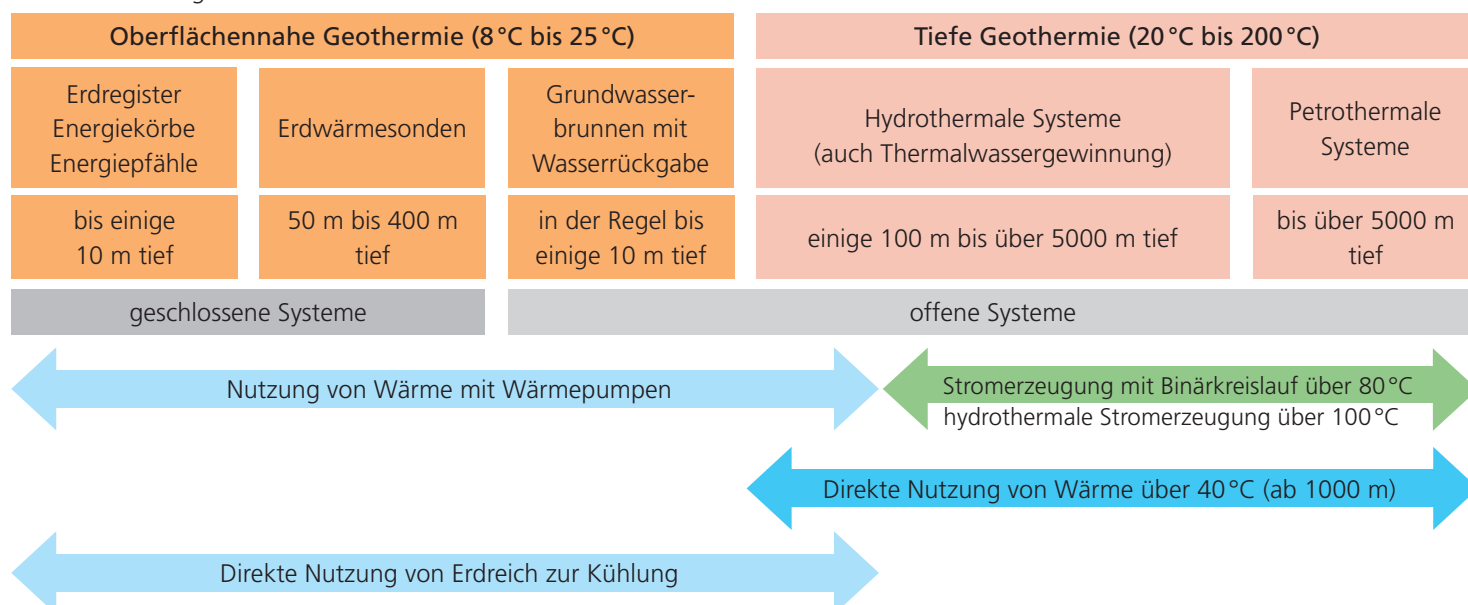 Oberflächennahe Geothermie (8 °C bis 25 °C)
Tiefe Geothermie (20 °C bis 200 °C)
Erdregister
Energiekörbe
Energiepfähle
Erdwärmesonden
Grundwasser-
brunnen mit
Wasserrückgabe
Hydrothermale Systeme
(auch Thermalwassergewinnung)
Petrothermale
Systeme
bis einige
10 m tief
50 m bis 400 m
tief
in der Regel bis
einige 10 m tief
einige 100 m bis über 5000 m tief
bis über 5000 m
tief
geschlossene Systeme
offene Systeme
Nutzung von Wärme mit Wärmepumpen
Stromerzeugung mit Binärkreislauf über 80 °C
hydrothermale Stromerzeugung über 100 °C
Direkte Nutzung von Wärme über 40 °C (ab 1000 m)
Direkte Nutzung von Erdreich zur Kühlung